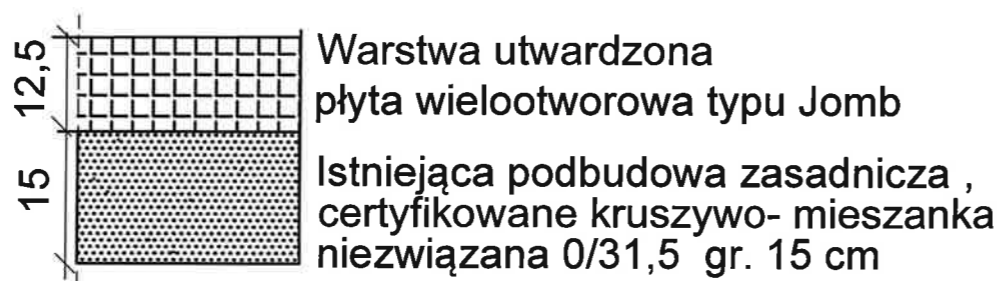 12,5
Warstwa utwardzona
płyta wielootworowa typu Jomb
15
Istniejąca podbudowa zasadnicza ,
certyfikowane kruszywo- mieszanka
niezwiązana 0/31,5 gr. 15 cm